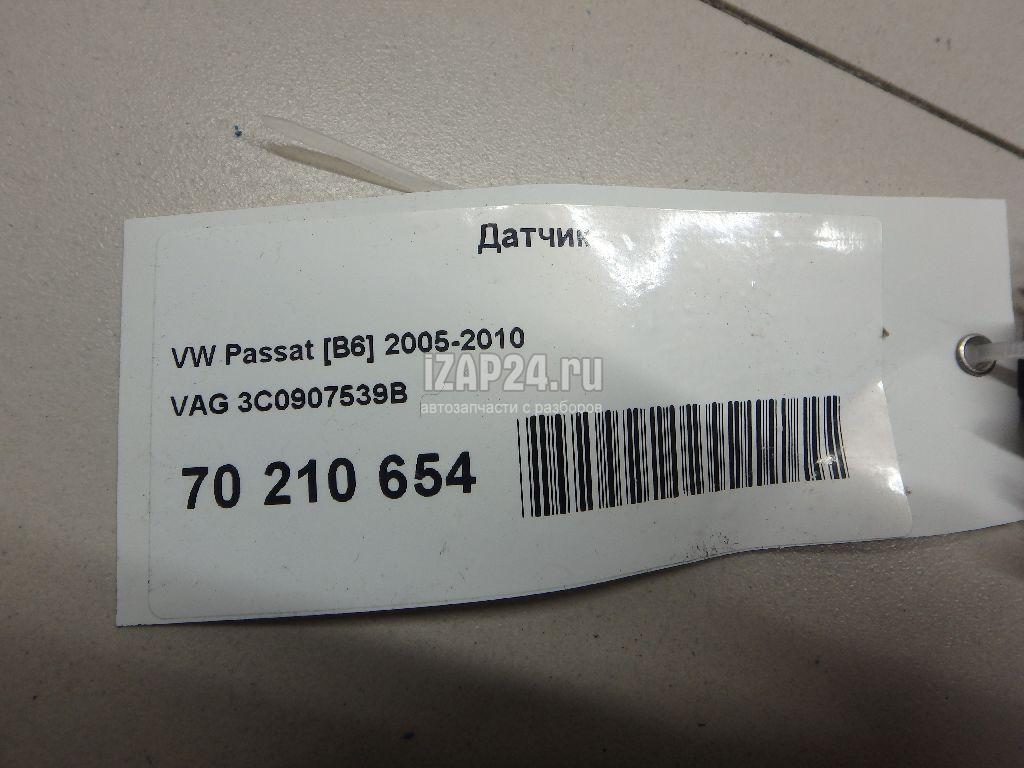 Датчик
VW Passat [B6] 2005-2010
iZAP24.ru
VAG 3C0907539B
автозапчасти с разборов
70 210 654